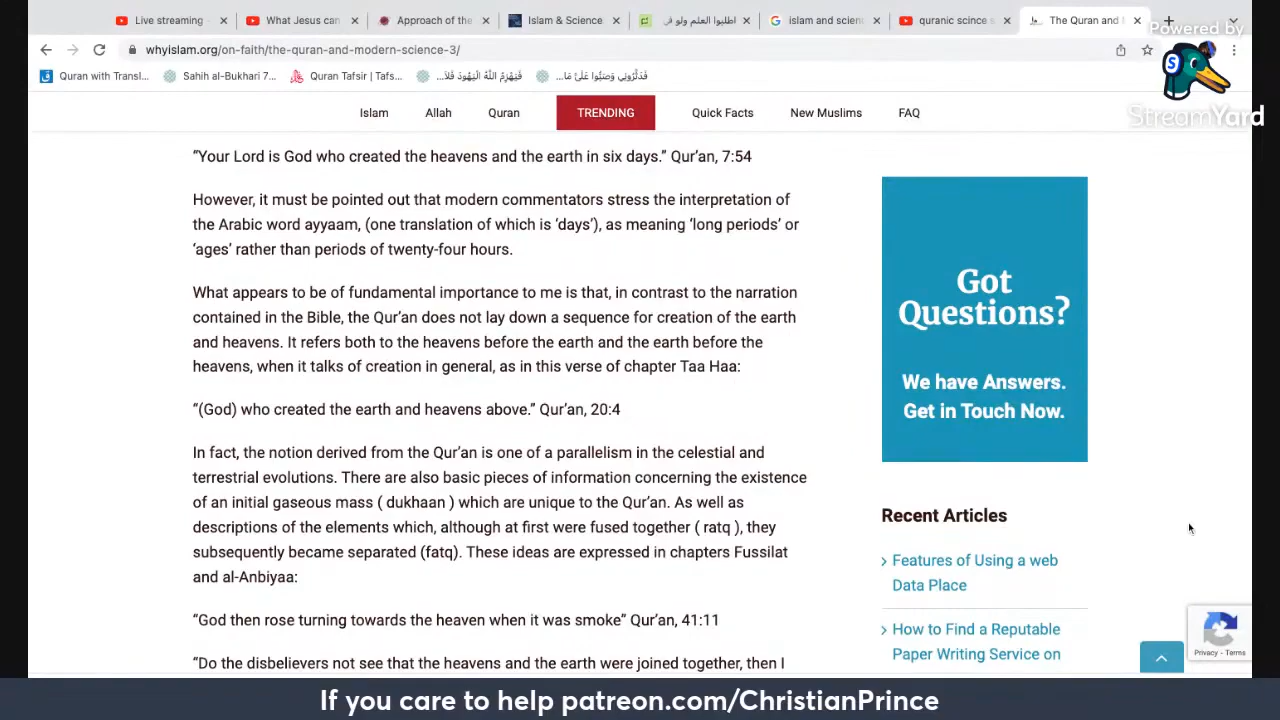 Live streaming -
What Jesus can
Approach of the
Islam & Science
اطلبوا العلم ولو في
islam and scien
quranic scince s
The Quran and
Powered by
whyislam.org/on-faith/the-quran-and-modern-science-3/
Quran with Transl...
Sahih al-Bukhari 7...
Quran Tafsir | Tafs...
فَيَهْزِمُ اللَّهُ الْيَهُودَ فَلاَ...
StreamYard
Islam
Allah
Quran
TRENDING
Quick Facts
New Muslims
FAQ
“Your Lord is God who created the heavens and the earth in six days.” Qur’an, 7:54
However, it must be pointed out that modern commentators stress the interpretation of
the Arabic word ayyaam, (one translation of which is ‘days’), as meaning ‘long periods’ or
‘ages’ rather than periods of twenty-four hours.
What appears to be of fundamental importance to me is that, in contrast to the narration
contained in the Bible, the Qur’an does not lay down a sequence for creation of the earth
and heavens. It refers both to the heavens before the earth and the earth before the
heavens, when it talks of creation in general, as in this verse of chapter Taa Haa:
“(God) who created the earth and heavens above.” Qur’an, 20:4
In fact, the notion derived from the Qur’an is one of a parallelism in the celestial and
terrestrial evolutions. There are also basic pieces of information concerning the existence
of an initial gaseous mass ( dukhaan ) which are unique to the Qur’an. As well as
descriptions of the elements which, although at first were fused together ( ratq ), they
subsequently became separated (fatq). These ideas are expressed in chapters Fussilat
and al-Anbiyaa:
“God then rose turning towards the heaven when it was smoke” Qur’an, 41:11
“Do the disbelievers not see that the heavens and the earth were joined together, then I
Got
Questions?
We have Answers.
Get in Touch Now.
Recent Articles
Features of Using a web
Data Place
How to Find a Reputable
Paper Writing Service on
Privacy - Terms
If you care to help patreon.com/ChristianPrince